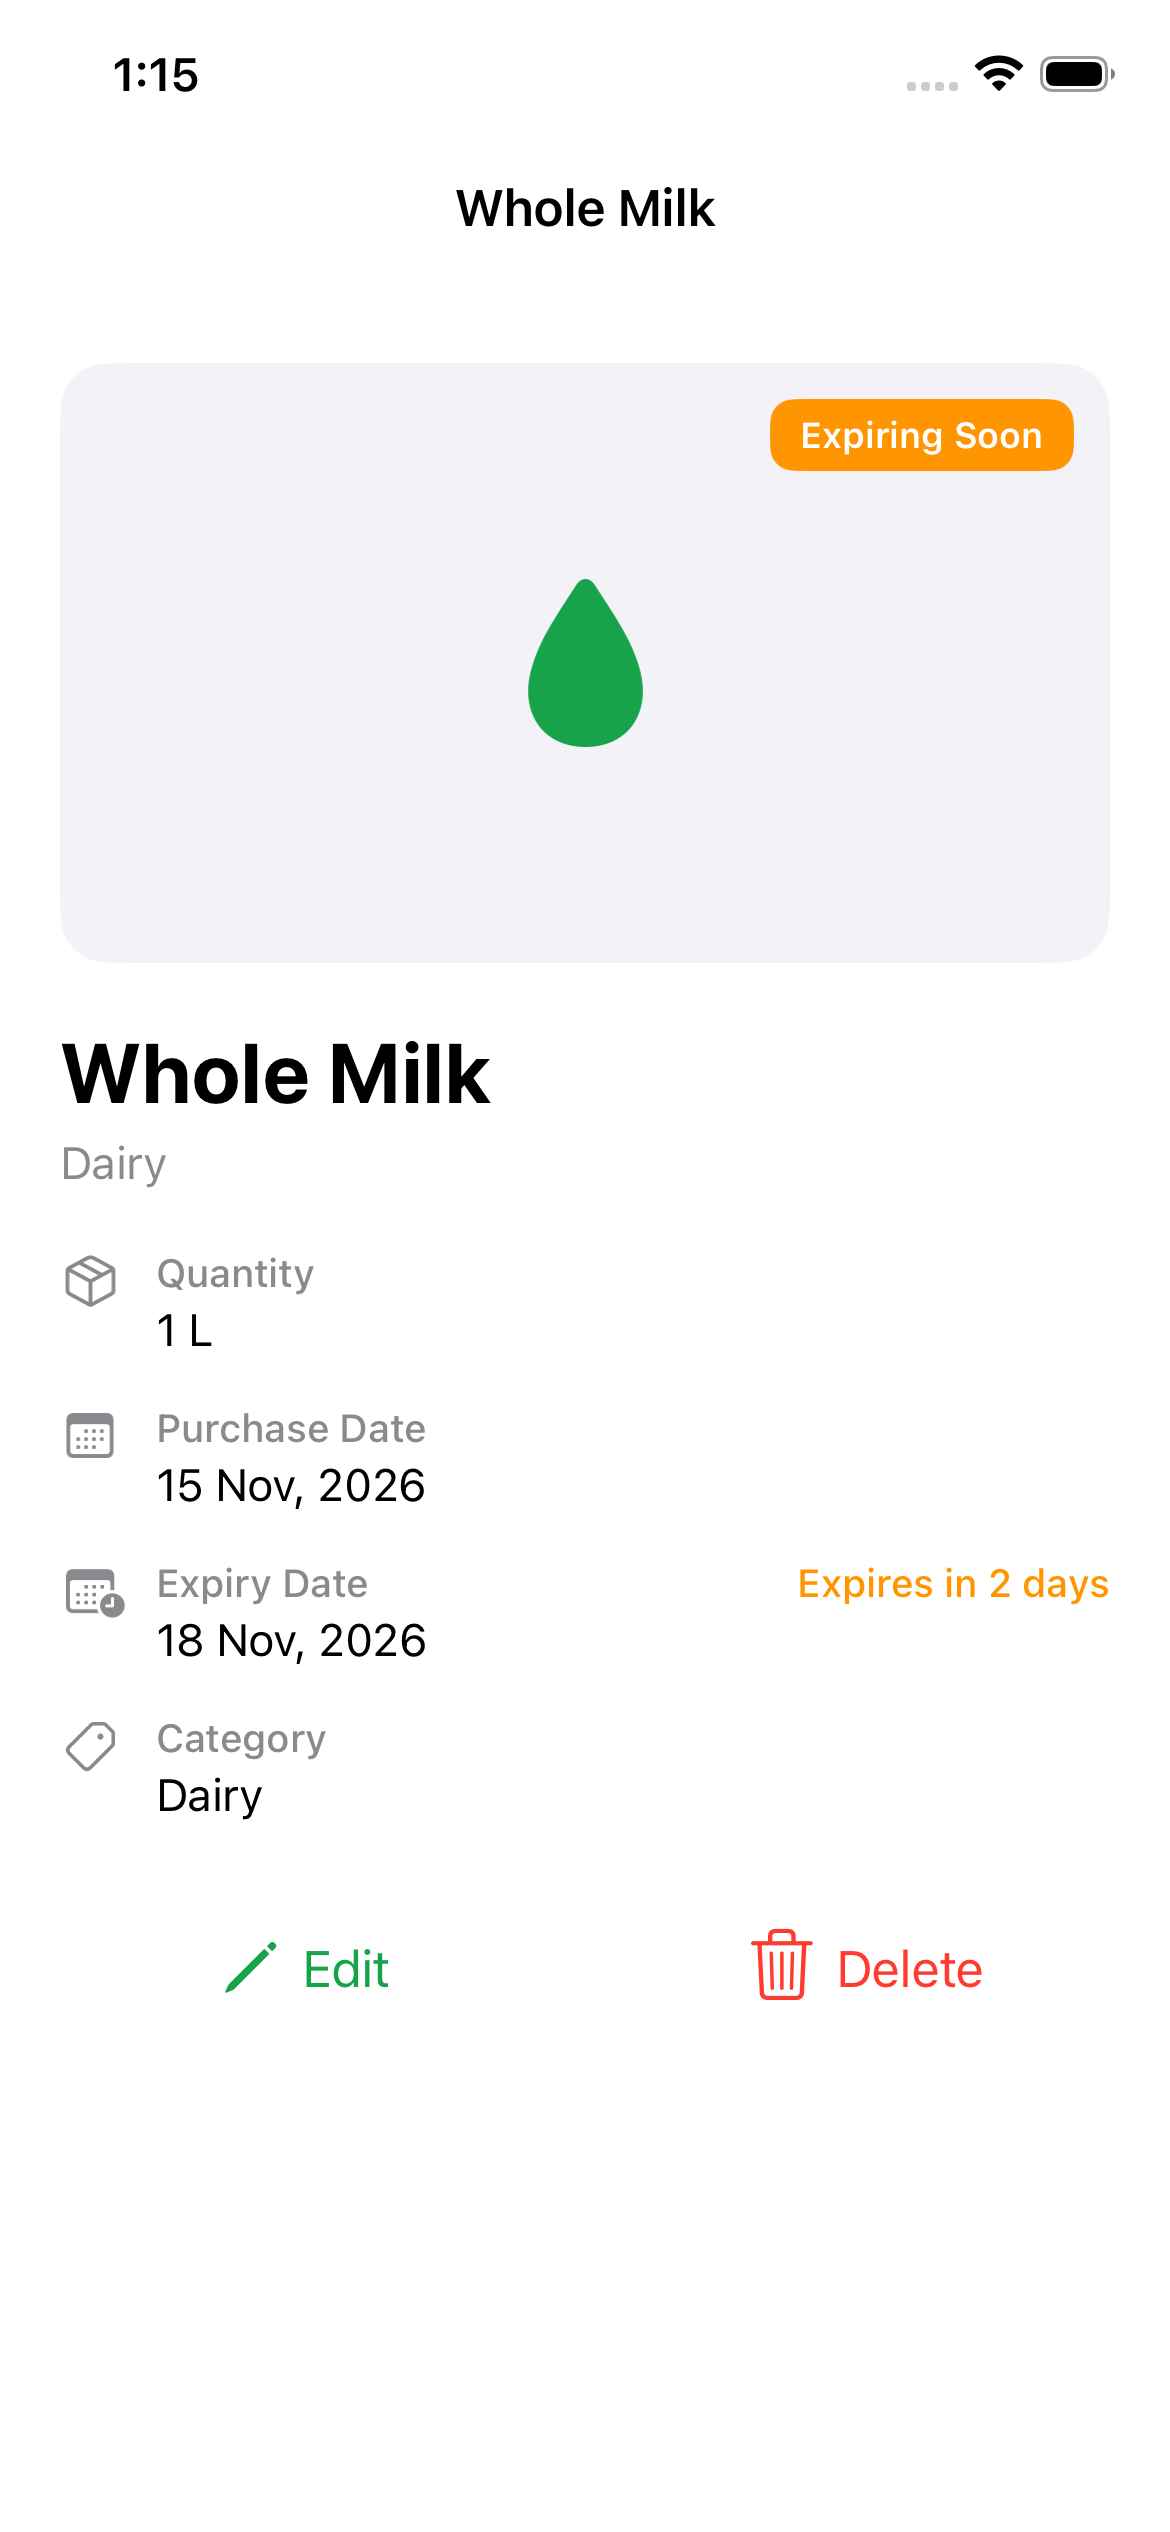 1:15
Whole Milk
Expiring Soon
Whole Milk
Dairy
Quantity
1 L
Purchase Date
15 Nov, 2026
Expiry Date
Expires in 2 days
18 Nov, 2026
Category
Dairy
Edit
Delete